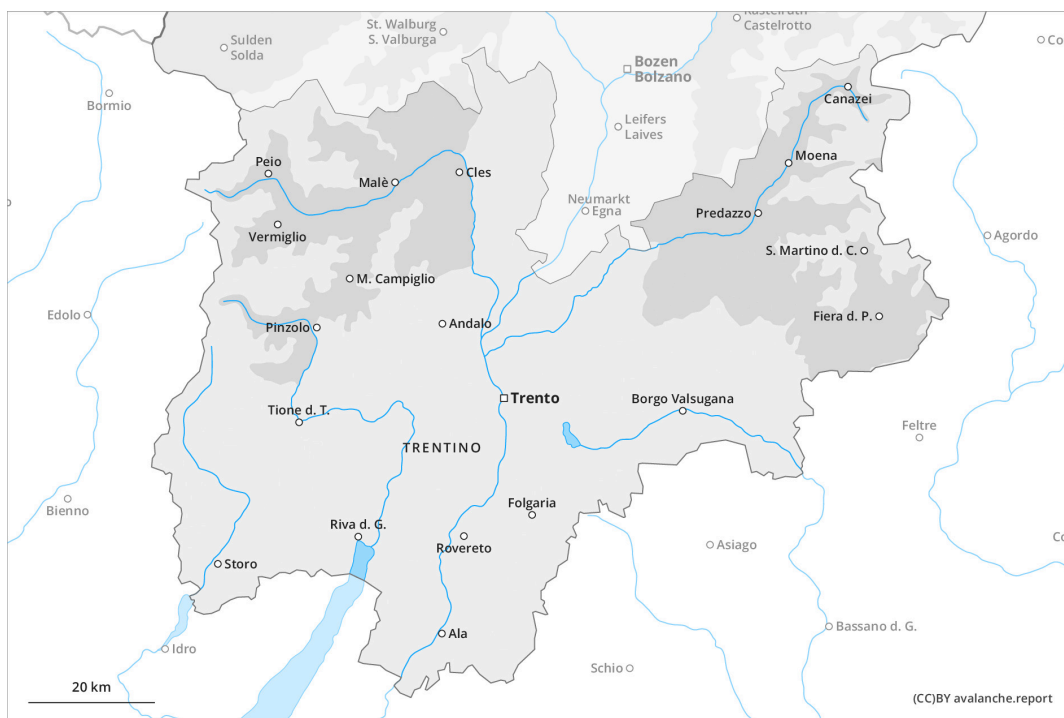 Kastelruth
Castelrotto
St. Walburg
S. Valburga
Sulden
Solda
Co
Bozen
Bolzano
Bormio
Canazei
Leifers
Laives
Moena
Peio
Malè
Cles
Neumarkt
Egna
Predazzo
Vermiglio
S. Martino d. C.
Agordo
M. Campiglio
Edolo
Pinzolo
Andalo
Fiera d. P.
Trento
Borgo Valsugana
Tione d. T.
Feltre
TRENTINO
Bienno
Folgaria
Riva d. G.
Rovereto
Asiago
Co
Storo
Ala
Bassano d. G.
Idro
Schio
20 km
(CC)BY avalanche.report